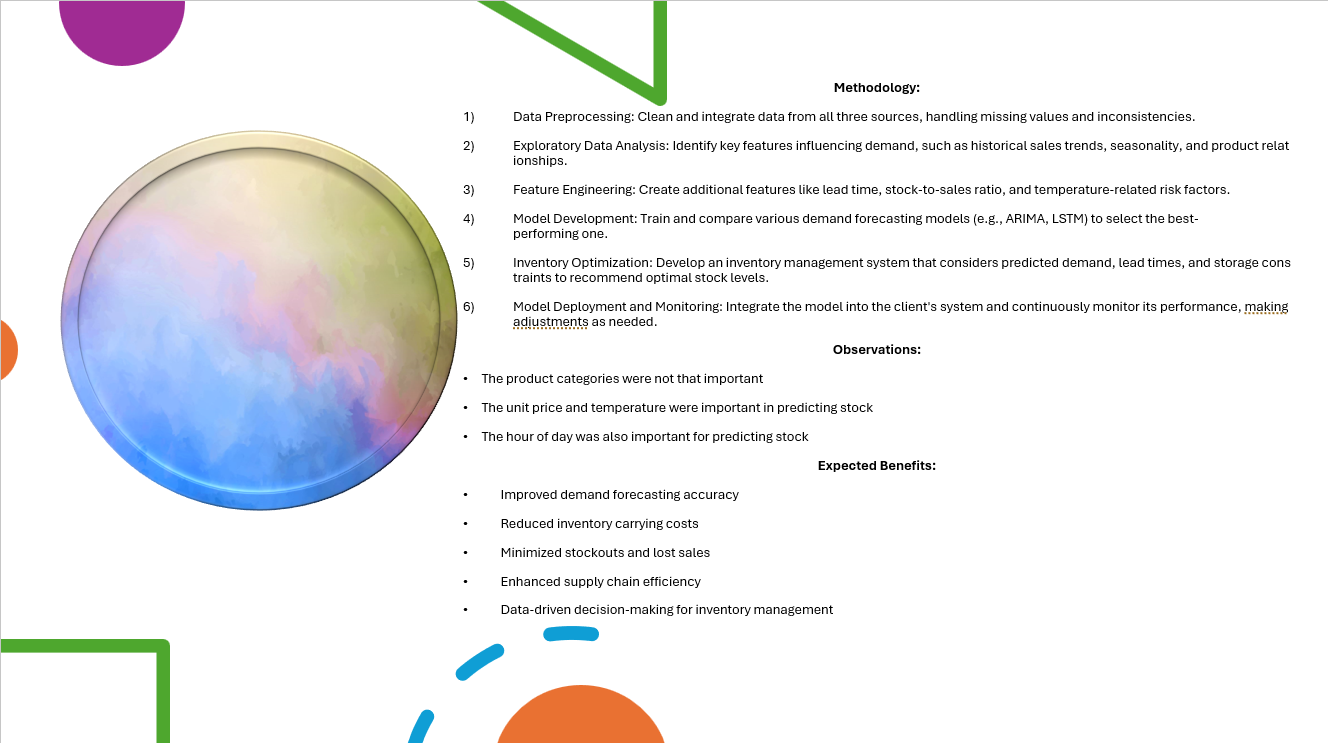 Methodology:
1) Data Preprocessing: Clean and integrate data from all three sources, handling missing values and inconsistencies.
2) Exploratory Data Analysis: Identify key features influencing demand, such as historical sales trends, seasonality, and product relat
ionships.
3) Feature Engineering: Create additional features like lead time, stock-to-sales ratio, and temperature-related risk factors.
4) Model Development: Train and compare various demand forecasting models (e.g., ARIMA, LSTM) to select the best-
performing one.
5) Inventory Optimization: Develop an inventory management system that considers predicted demand, lead times, and storage cons
traints to recommend optimal stock levels.
6) Model Deployment and Monitoring: Integrate the model into the client's system and continuously monitor its performance, making
adjustments as needed.
Observations:
• The product categories were not that important
• The unit price and temperature were important in predicting stock
• The hour of day was also important for predicting stock
Expected Benefits:
• Improved demand forecasting accuracy
• Reduced inventory carrying costs
• Minimized stockouts and lost sales
• Enhanced supply chain efficiency
• Data-driven decision-making for inventory management